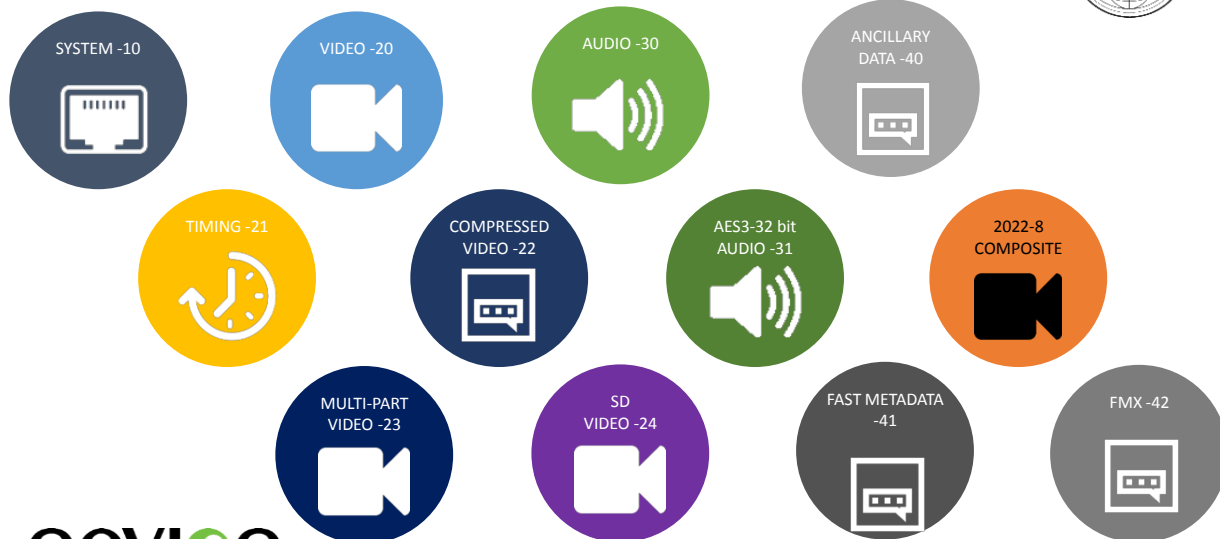 SYSTEM -10
VIDEO -20
AUDIO -30
ANCILLARY
DATA -40
TIMING -21
COMPRESSED
VIDEO -22
AES3-32 bit
AUDIO -31
2022-8
COMPOSITE
MULTI-PART
VIDEO -23
SD
VIDEO -24
FAST METADATA
-41
FMX -42